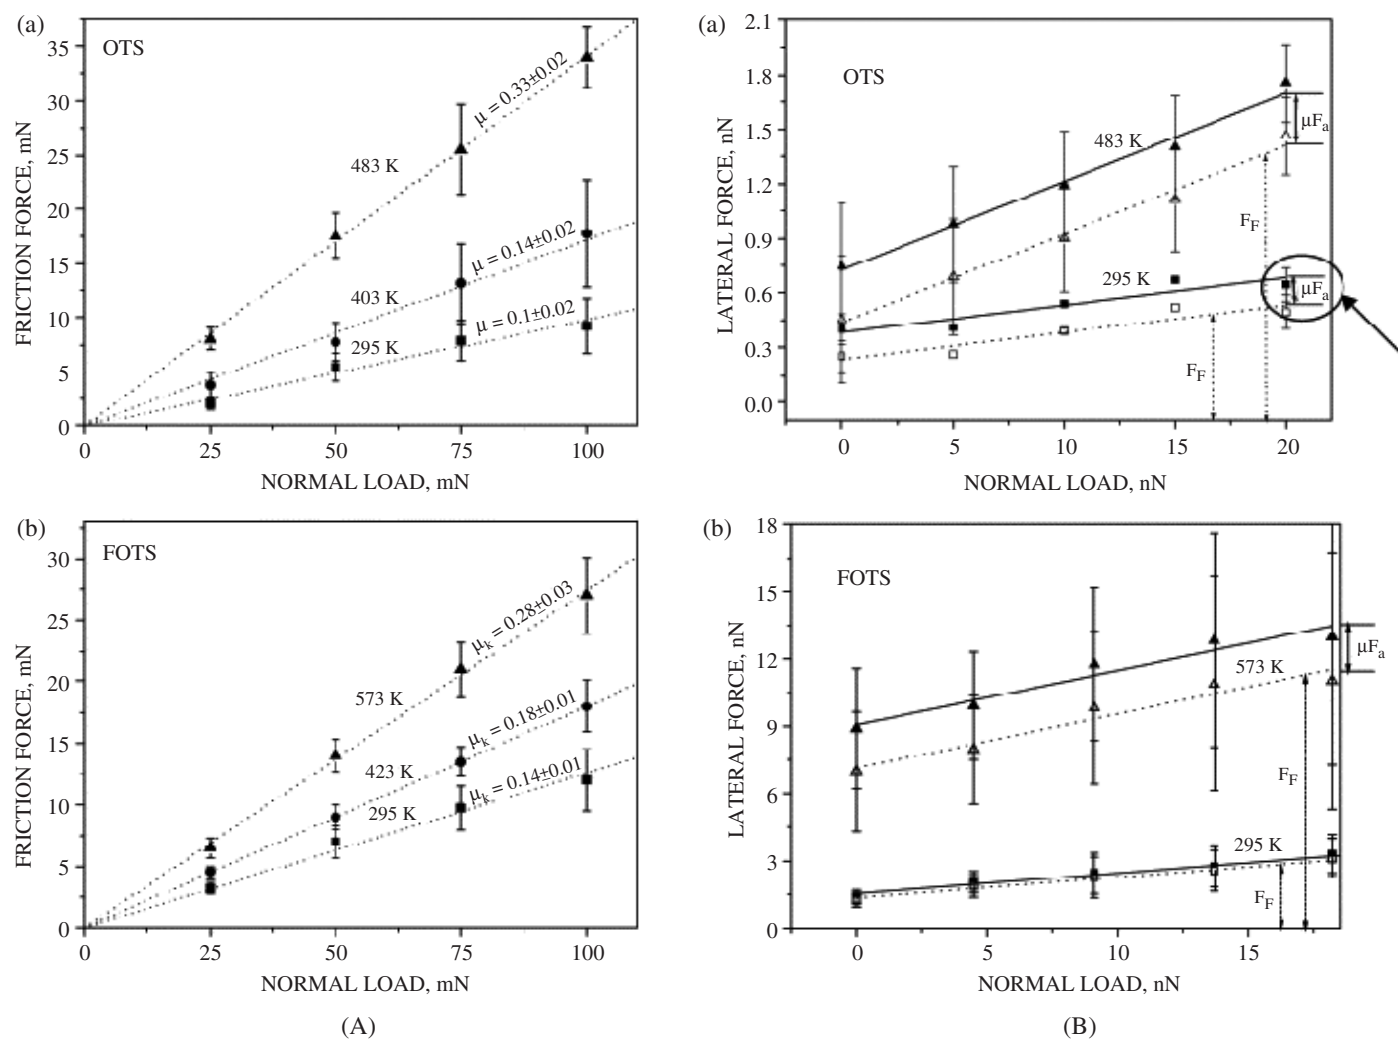 (a)
OTS
FRICTION FORCE, mN
35
30
25
20
15
10
5
0
μ = 0.33±0.02
483 K
μ = 0.14±0.02
403 K
μ = 0.1±0.02
295 K
0 25 50 75 100
NORMAL LOAD, mN
(b)
FOTS
FRICTION FORCE, mN
30
25
20
15
10
5
0
μk = 0.28±0.03
573 K
μk = 0.18±0.01
423 K
μk = 0.14±0.01
295 K
0 25 50 75 100
NORMAL LOAD, mN
(A)
(a)
OTS
LATERAL FORCE, nN
2.1
1.8
1.5
1.2
0.9
0.6
0.3
0.0
483 K
μFa
FF
295 K
μFa
FF
0 5 10 15 20
NORMAL LOAD, nN
(b)
FOTS
LATERAL FORCE, nN
18
15
12
9
6
3
0
573 K
μFa
FF
295 K
FF
0 5 10 15
NORMAL LOAD, nN
(B)